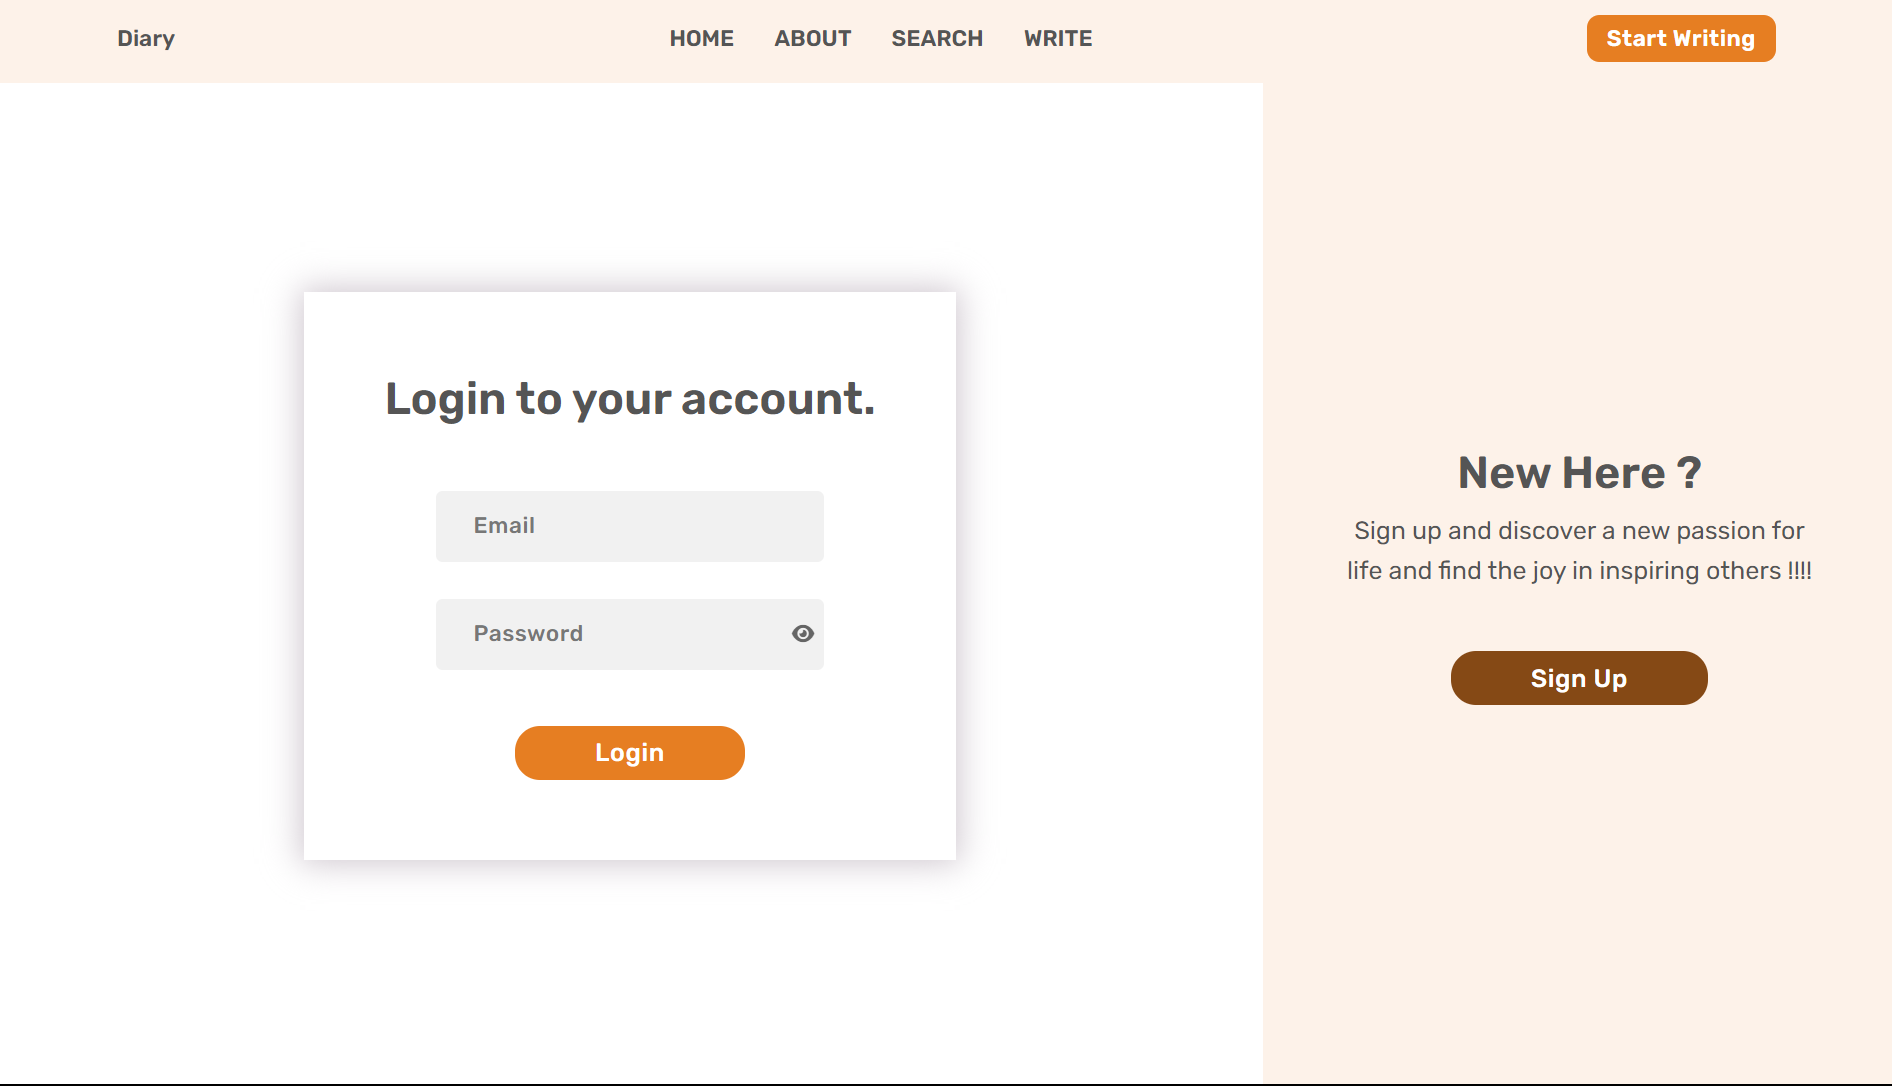 Diary
HOME ABOUT SEARCH WRITE
Start Writing
Login to your account.
Email
Password
Login
New Here ?
Sign up and discover a new passion for
life and find the joy in inspiring others !!!!
Sign Up